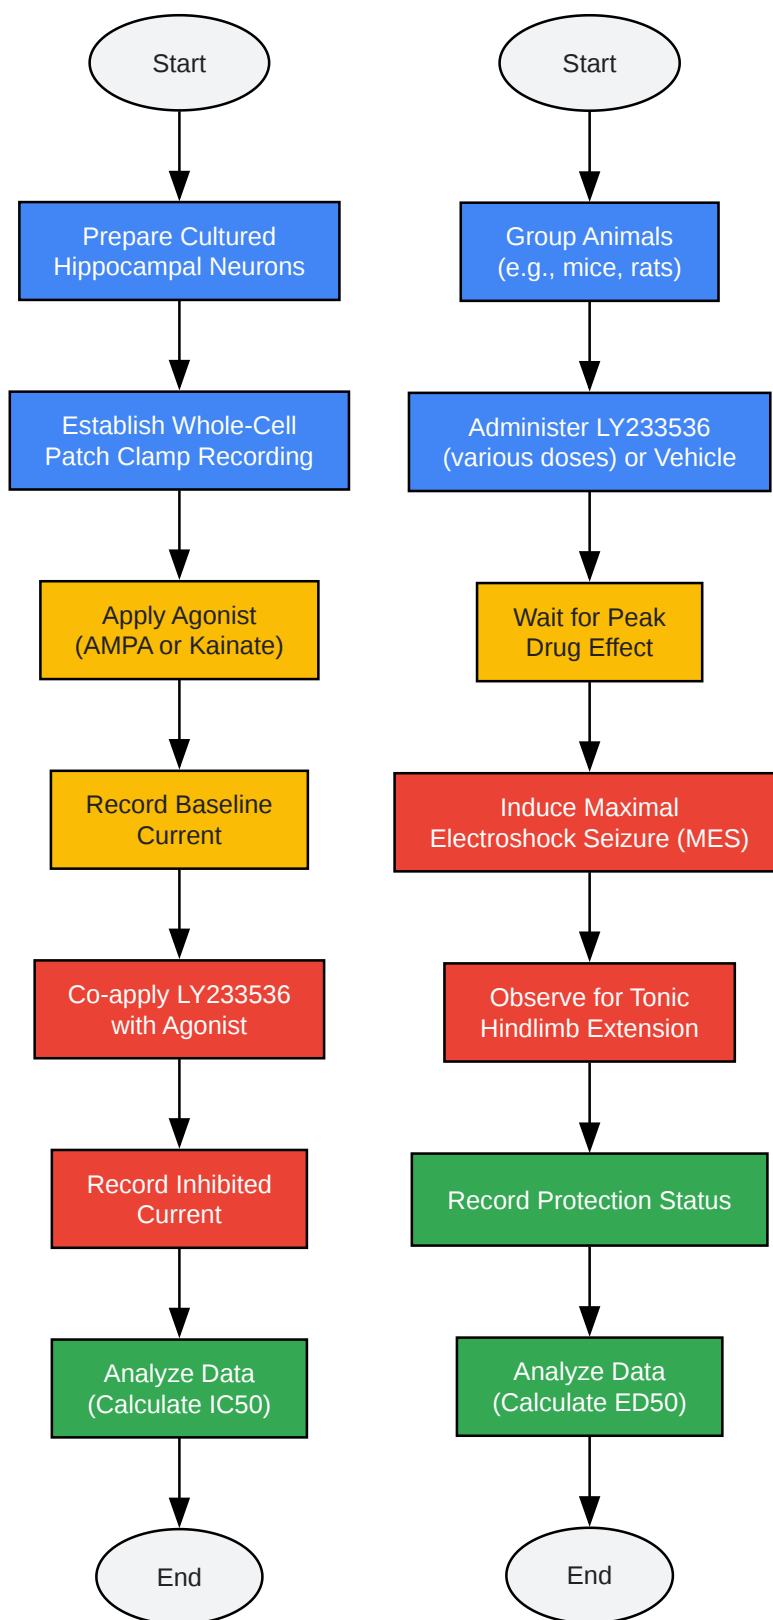 Start
Prepare Cultured
Hippocampal Neurons
Establish Whole-Cell
Patch Clamp Recording
Apply Agonist
(AMPA or Kainate)
Record Baseline
Current
Co-apply LY233536
with Agonist
Record Inhibited
Current
Analyze Data
(Calculate IC50)
End
Start
Group Animals
(e.g., mice, rats)
Administer LY233536
(various doses) or Vehicle
Wait for Peak
Drug Effect
Induce Maximal
Electroshock Seizure (MES)
Observe for Tonic
Hindlimb Extension
Record Protection Status
Analyze Data
(Calculate ED50)
End